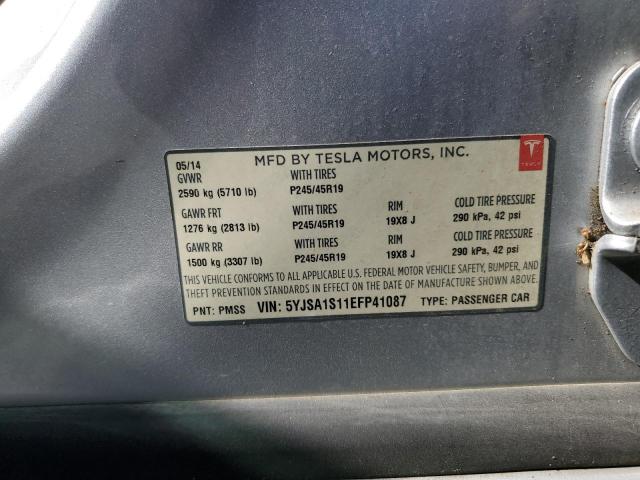 05/14 MFD BY TESLA MOTORS, INC.
TESLA
GVWR WITH TIRES
2590 kg (5710 lb) P245/45R19
GAWR FRT WITH TIRES RIM COLD TIRE PRESSURE
1276 kg (2813 lb) P245/45R19 19X8 J 290 kPa, 42 psi
GAWR RR WITH TIRES RIM COLD TIRE PRESSURE
1500 kg (3307 lb) P245/45R19 19X8 J 290 kPa, 42 psi
THIS VEHICLE CONFORMS TO ALL APPLICABLE U.S. FEDERAL MOTOR VEHICLE SAFETY, BUMPER, AND
THEFT PREVENTION STANDARDS IN EFFECT ON THE DATE OF MANUFACTURE SHOWN ABOVE.
PNT: PMSS VIN: 5YJSA1S11EFP41087 TYPE: PASSENGER CAR